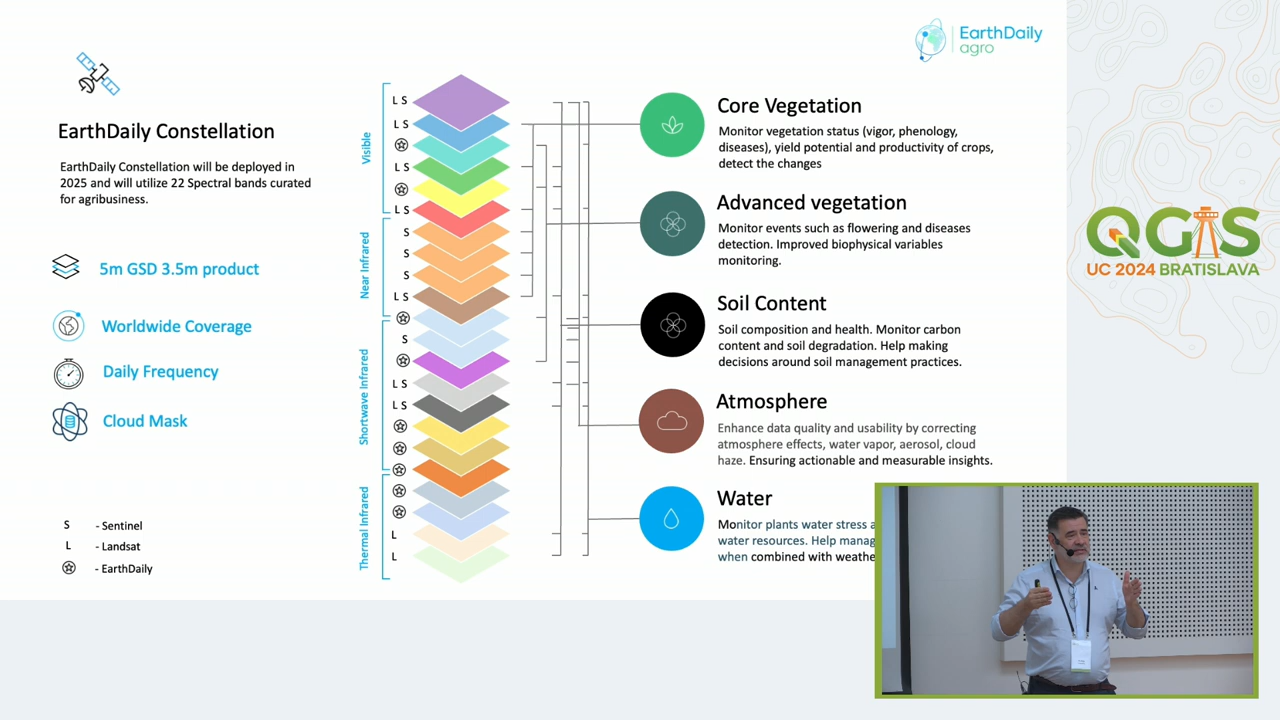 EarthDaily
agro
EarthDaily Constellation
EarthDaily Constellation will be deployed in
2025 and will utilize 22 Spectral bands curated
for agribusiness.
5m GSD 3.5m product
Worldwide Coverage
Daily Frequency
Cloud Mask
S - Sentinel
L - Landsat
- EarthDaily
Visible
Near Infrared
Shortwave Infrared
Thermal Infrared
L S
L S
L S
L S
S
S
S
L S
S
L S
L S
L
L
Core Vegetation
Monitor vegetation status (vigor, phenology,
diseases), yield potential and productivity of crops,
detect the changes
Advanced vegetation
Monitor events such as flowering and diseases
detection. Improved biophysical variables
monitoring.
Soil Content
Soil composition and health. Monitor carbon
content and soil degradation. Help making
decisions around soil management practices.
Atmosphere
Enhance data quality and usability by correcting
atmosphere effects, water vapor, aerosol, cloud
haze. Ensuring actionable and measurable insights.
Water
Monitor plants water stress a
water resources. Help manag
when combined with weathe
QGIS
UC 2024 BRATISLAVA